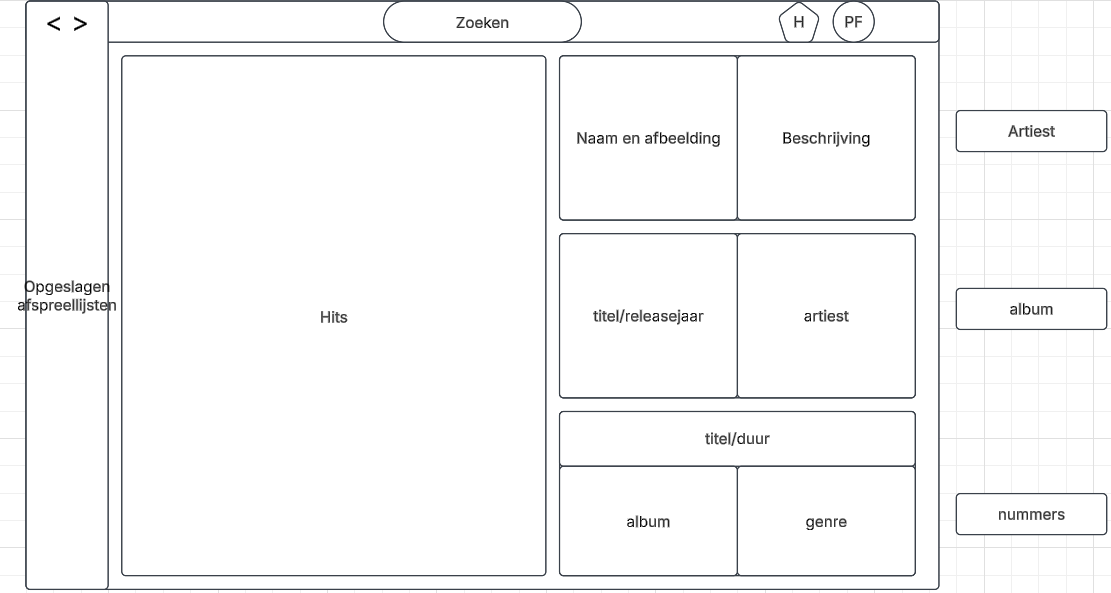 < >
Zoeken
H
PF
Opgeslagen
afspreellijsten
Hits
Naam en afbeelding
Beschrijving
Artiest
titel/releasejaar
artiest
album
titel/duur
album
genre
nummers